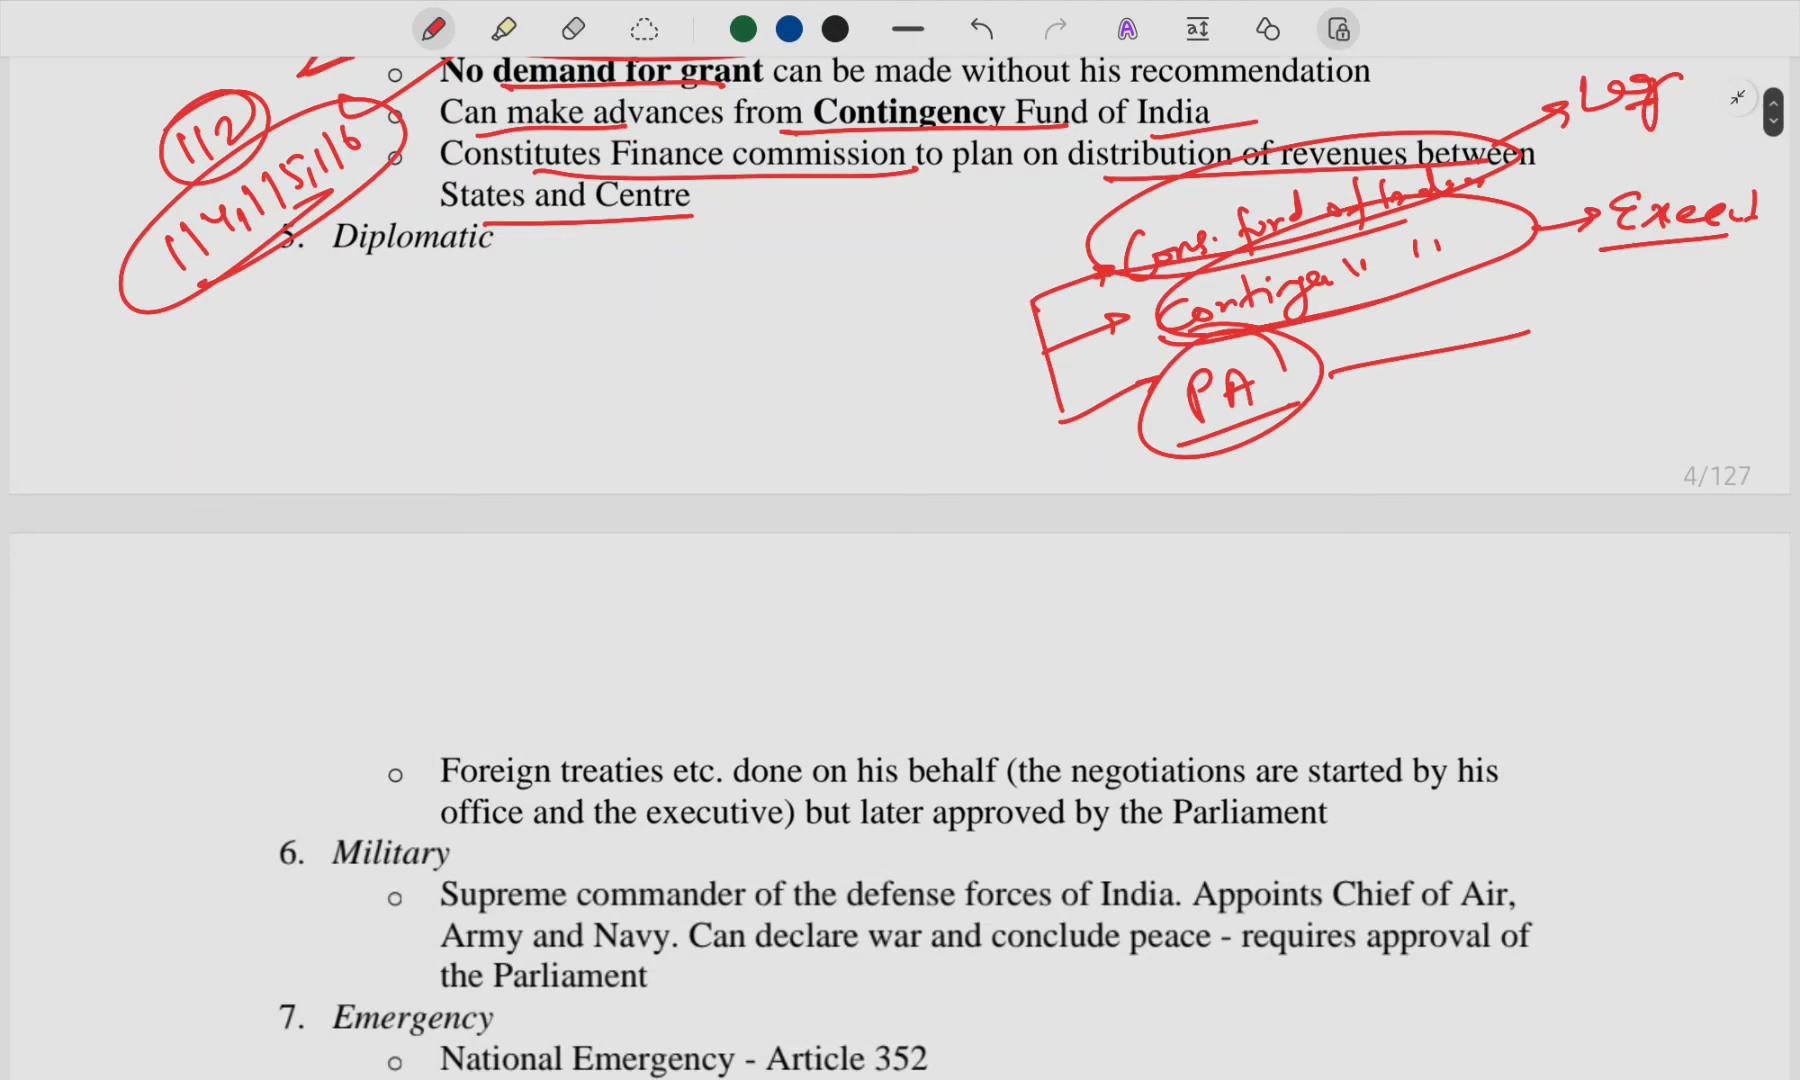 No demand for grant can be made without his recommendation
Can make advances from Contingency Fund of India
Constitutes Finance commission to plan on distribution of revenues between
States and Centre
5. Diplomatic
112
114, 115, 116
Leg
Cons. fund of India
Contingen " "
PA
4/127
Foreign treaties etc. done on his behalf (the negotiations are started by his
office and the executive) but later approved by the Parliament
6. Military
Supreme commander of the defense forces of India. Appoints Chief of Air,
Army and Navy. Can declare war and conclude peace - requires approval of
the Parliament
7. Emergency
National Emergency - Article 352